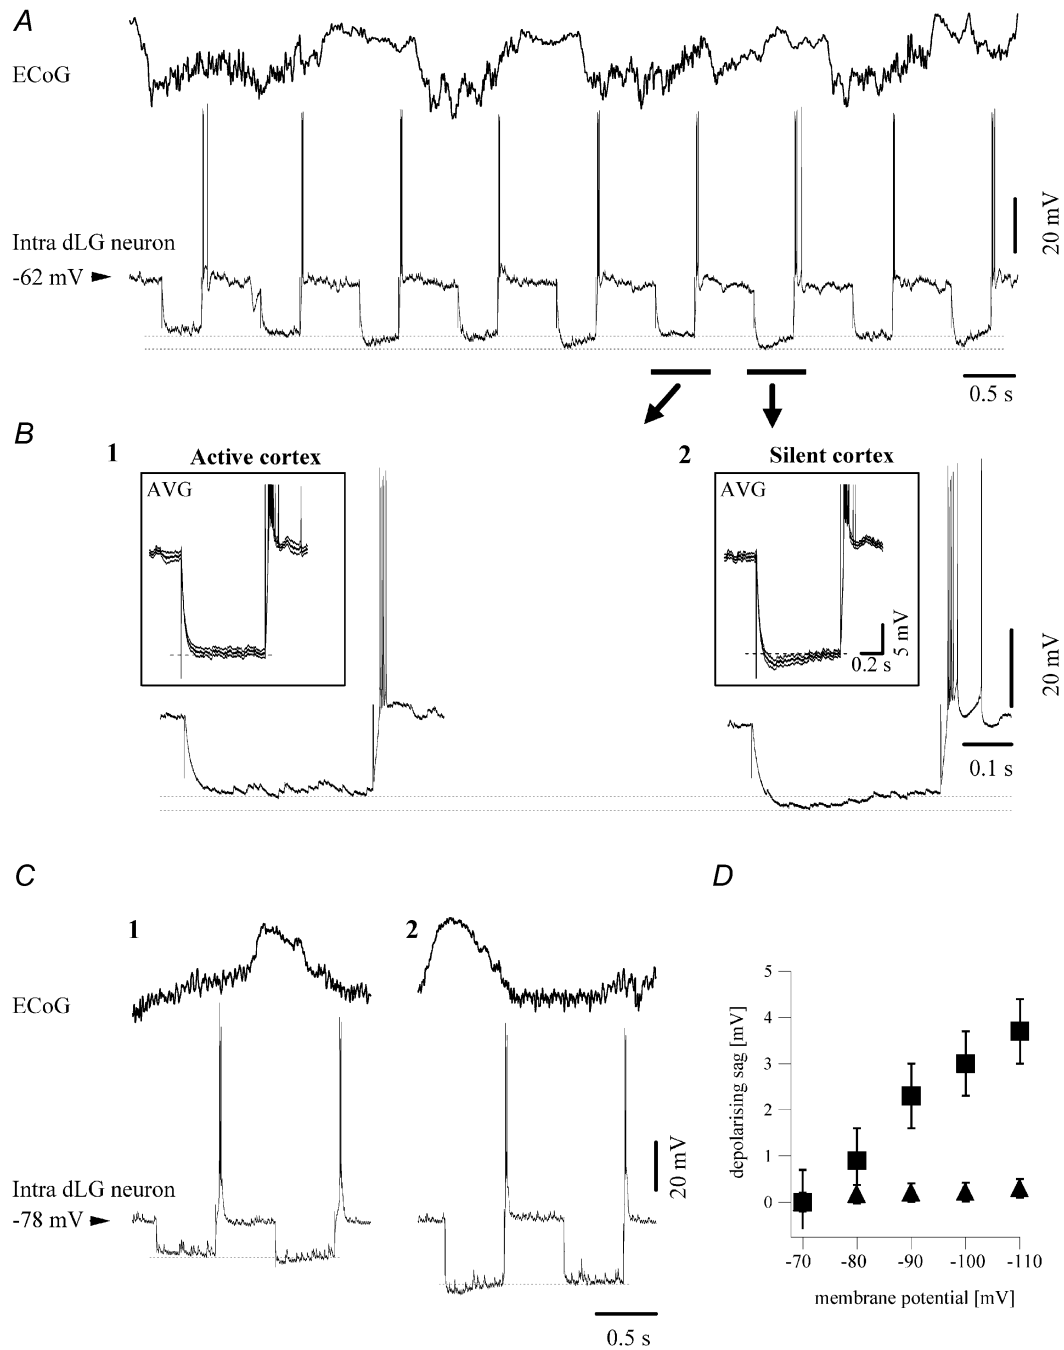 A
ECoG
20 mV
Intra dLG neuron
-62 mV
0.5 s
B
1
Active cortex
AVG
2
Silent cortex
AVG
5 mV
0.2 s
20 mV
0.1 s
C
D
1
2
ECoG
20 mV
Intra dLG neuron
-78 mV
0.5 s
depolarising sag [mV]
5
4
3
2
1
0
-70 -80 -90 -100 -110
membrane potential [mV]